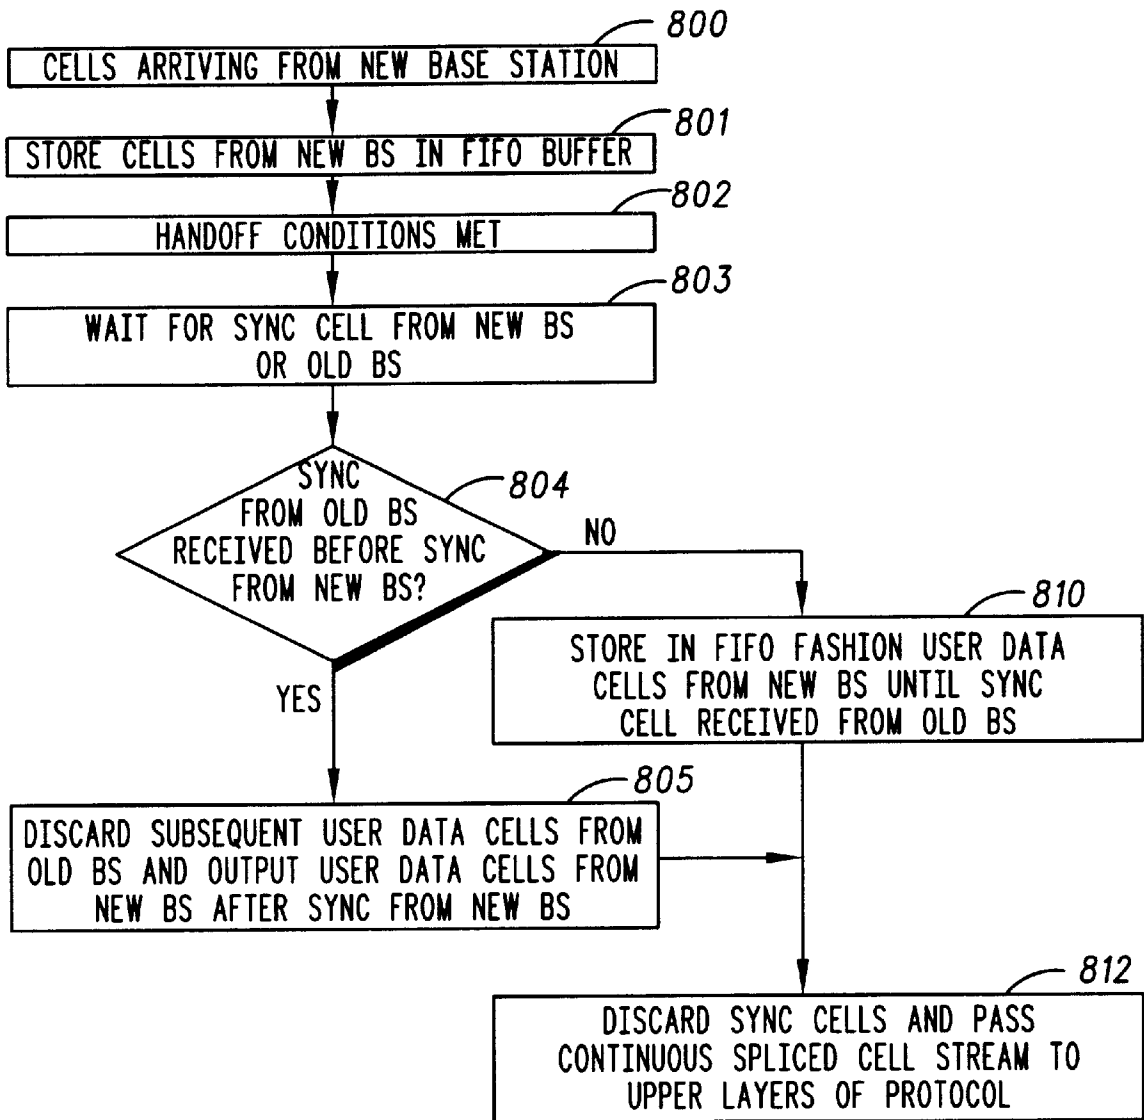 800
CELLS ARRIVING FROM NEW BASE STATION
801
STORE CELLS FROM NEW BS IN FIFO BUFFER
802
HANDOFF CONDITIONS MET
803
WAIT FOR SYNC CELL FROM NEW BS
OR OLD BS
804
SYNC
FROM OLD BS
RECEIVED BEFORE SYNC
FROM NEW BS?
NO
YES
810
STORE IN FIFO FASHION USER DATA
CELLS FROM NEW BS UNTIL SYNC
CELL RECEIVED FROM OLD BS
805
DISCARD SUBSEQUENT USER DATA CELLS FROM
OLD BS AND OUTPUT USER DATA CELLS FROM
NEW BS AFTER SYNC FROM NEW BS
812
DISCARD SYNC CELLS AND PASS
CONTINUOUS SPLICED CELL STREAM TO
UPPER LAYERS OF PROTOCOL